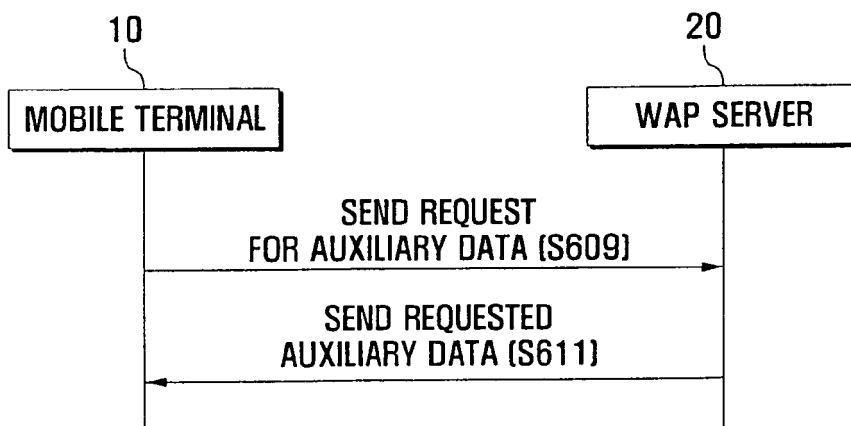 10
20
MOBILE TERMINAL
WAP SERVER
SEND REQUEST
FOR AUXILIARY DATA (S609)
SEND REQUESTED
AUXILIARY DATA (S611)